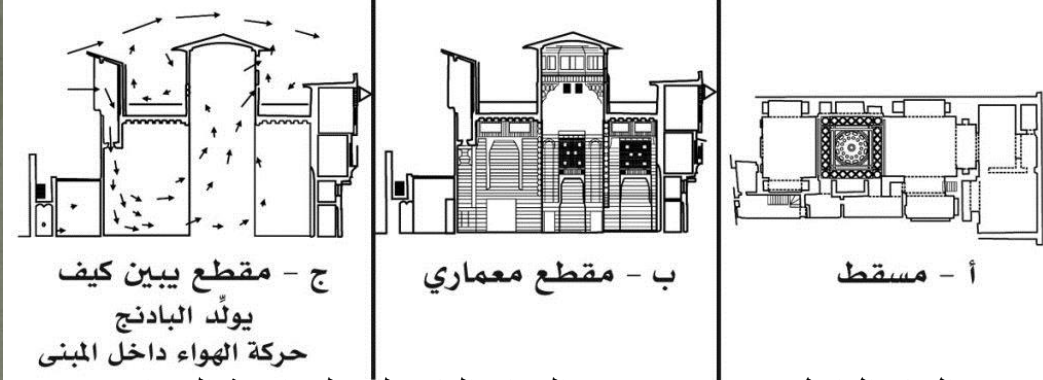 أ - مسقط
ب - مقطع معماري
ج - مقطع يبين كيف
يولِّد البادنج
حركة الهواء داخل المبنى